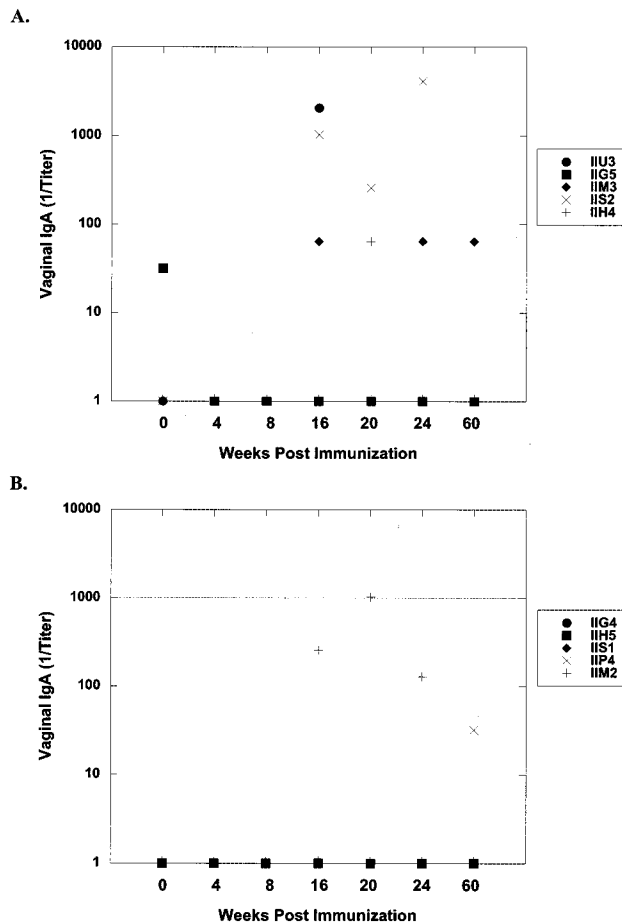 A.
10000
1000
100
10
1
Vaginal IgA (1/Titer)
0 4 8 16 20 24 60
Weeks Post Immunization
IIU3
IIG5
IIM3
IIS2
IIH4
B.
10000
1000
100
10
1
Vaginal IgA (1/Titer)
0 4 8 16 20 24 60
Weeks Post Immunization
IIG4
IIH5
IIS1
IIP4
IIM2